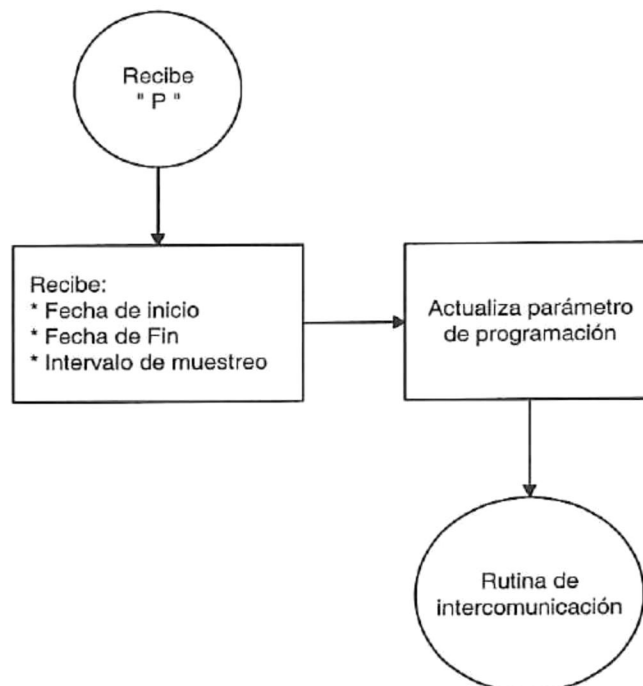 Recibe
" P "
Recibe:
* Fecha de inicio
* Fecha de Fin
* Intervalo de muestreo
Actualiza parámetro
de programación
Rutina de
intercomunicación